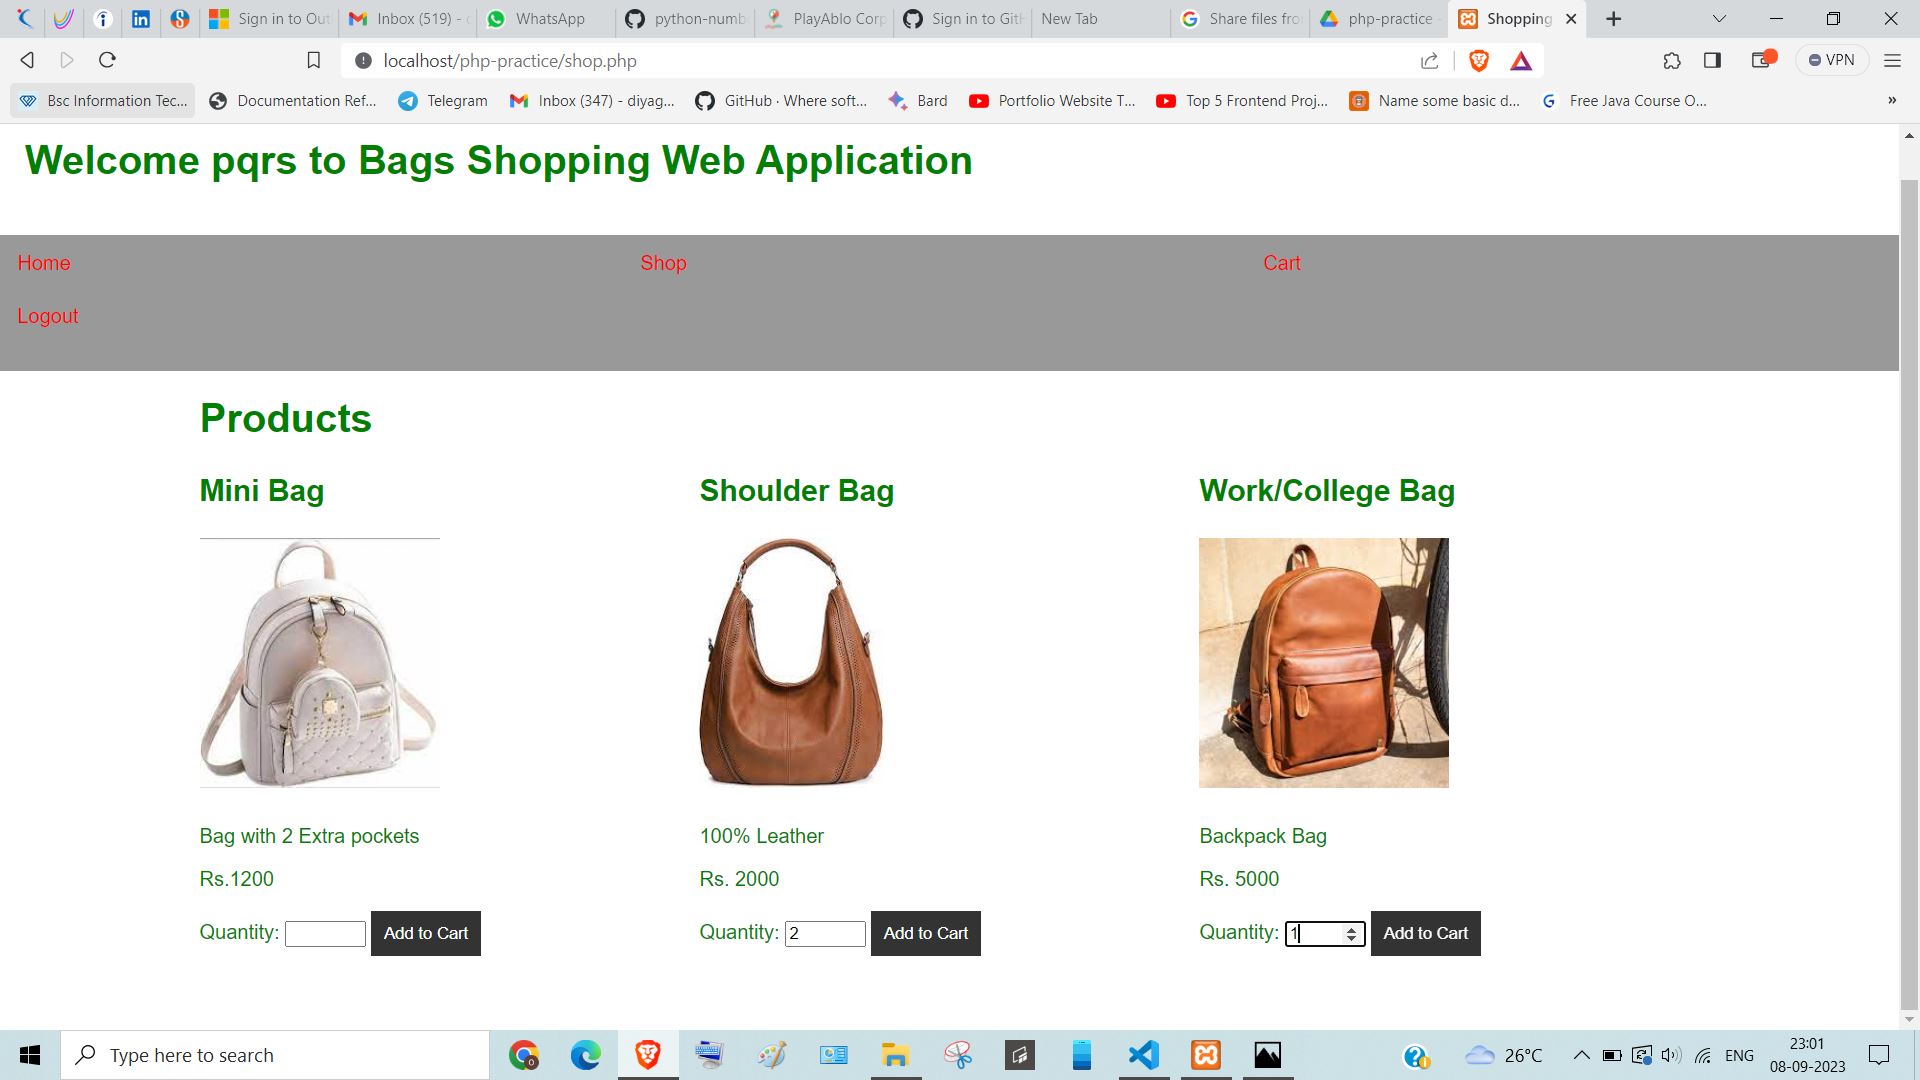 Sign in to Out
Inbox (519) - d
WhatsApp
python-numb
PlayAblo Corp
Sign in to GitH
New Tab
Share files fro
php-practice -
Shopping
localhost/php-practice/shop.php
VPN
Bsc Information Tec...
Documentation Ref...
Telegram
Inbox (347) - diyag...
GitHub · Where soft...
Bard
Portfolio Website T...
Top 5 Frontend Proj...
Name some basic d...
Free Java Course O...
»
Welcome pqrs to Bags Shopping Web Application
Home
Shop
Cart
Logout
Products
Mini Bag
Shoulder Bag
Work/College Bag
Bag with 2 Extra pockets
100% Leather
Backpack Bag
Rs.1200
Rs. 2000
Rs. 5000
Quantity:
Add to Cart
Quantity: 2
Add to Cart
Quantity: 1
Add to Cart
Type here to search
26°C
ENG
23:01
08-09-2023